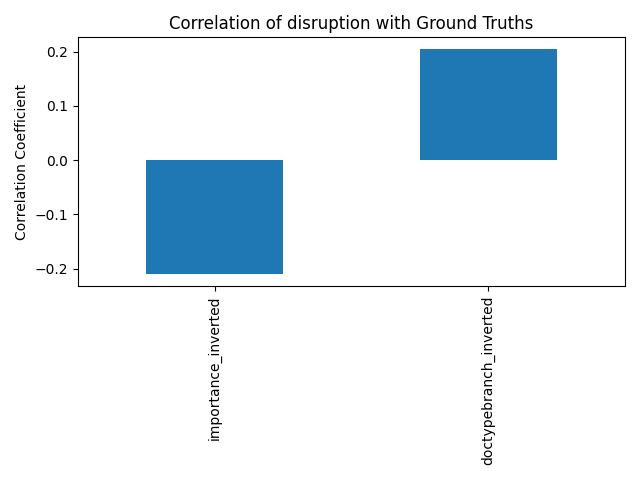 Correlation of disruption with Ground Truths
Correlation Coefficient
0.2
0.1
0.0
−0.1
−0.2
importance_inverted
doctypebranch_inverted